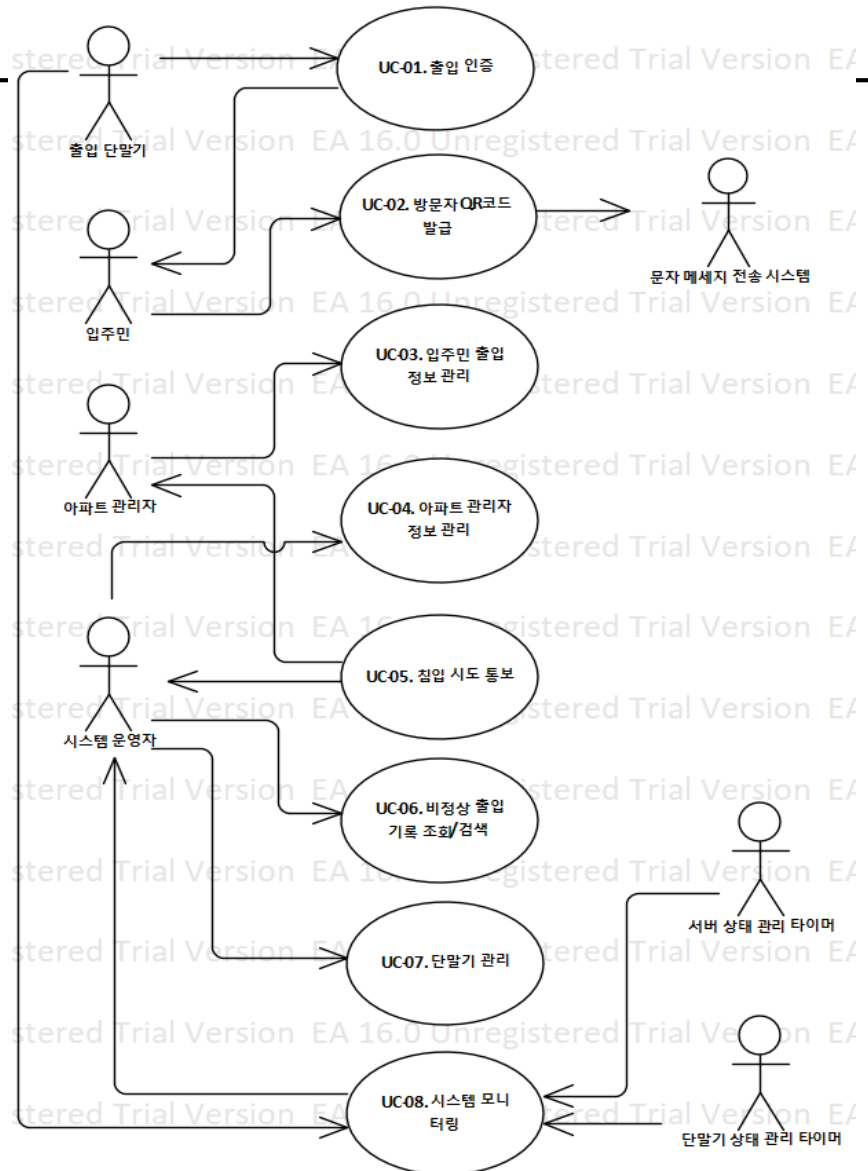 UC-01. 출입 인증
출입 단말기
UC-02. 방문자 QR코드
발급
문자 메세지 전송 시스템
입주민
UC-03. 입주민 출입
정보 관리
아파트 관리자
UC-04. 아파트 관리자
정보 관리
UC-05. 침입 시도 통보
시스템 운영자
UC-06. 비정상 출입
기록 조회/검색
서버 상태 관리 타이머
UC-07. 단말기 관리
UC-08. 시스템 모니
터링
단말기 상태 관리 타이머
stered Trial Version EA 16.0 Unregistered Trial Version EA